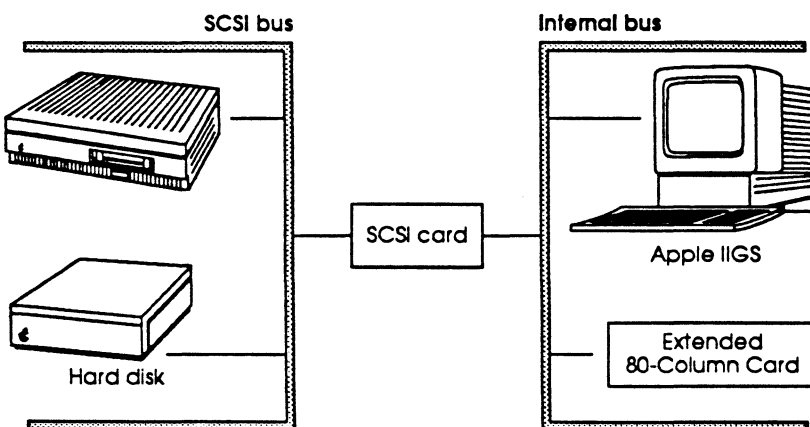 SCSI bus
Internal bus
SCSI card
Apple IIGS
Hard disk
Extended
80-Column Card